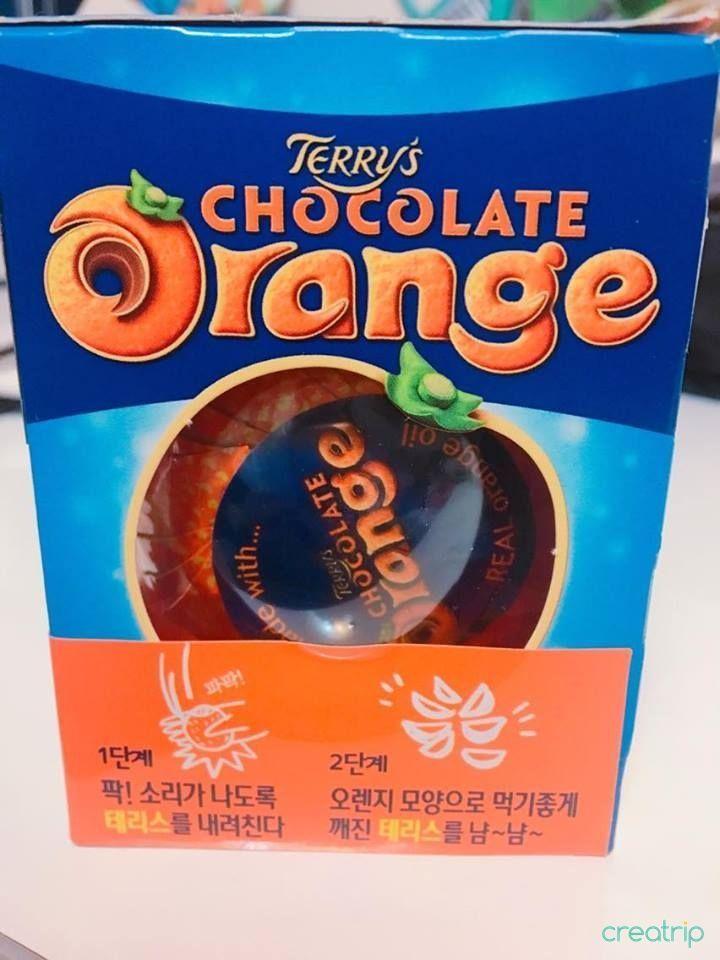 TERRY'S
CHOCOLATE
Orange
REAL orange oil
made with...
TERRY'S
CHOCOLATE
Orange
파팍!
1단계
팍! 소리가 나도록
테리스를 내려친다
2단계
오렌지 모양으로 먹기좋게
깨진 테리스를 냠~냠~
creatrip